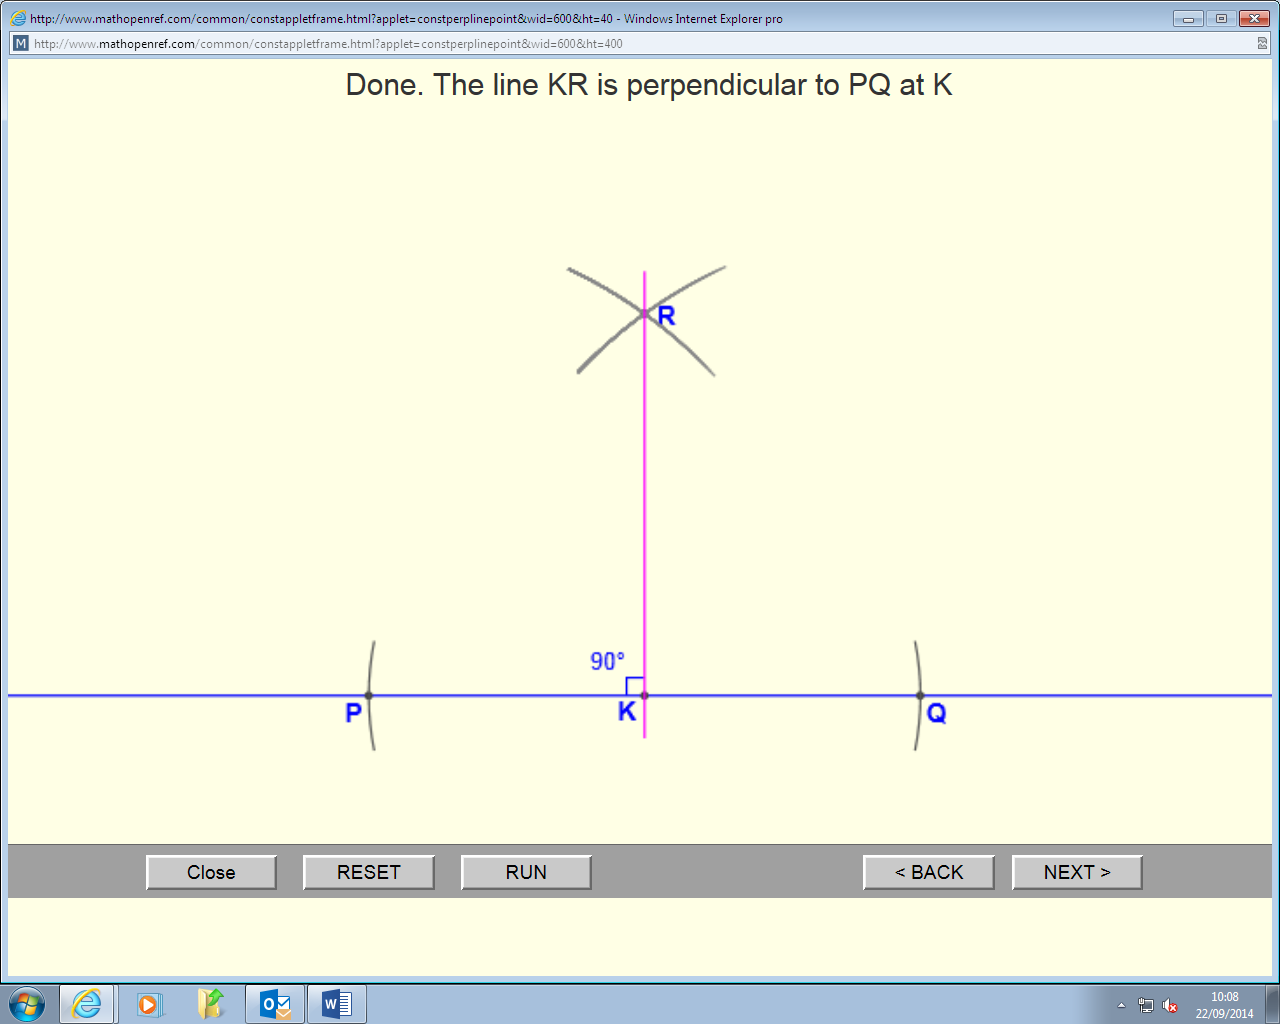 http://www.mathopenref.com/common/constappletframe.html?applet=constperplinepoint&wid=600&ht=40 - Windows Internet Explorer pro
M http://www.mathopenref.com/common/constappletframe.html?applet=constperplinepoint&wid=600&ht=400
Done. The line KR is perpendicular to PQ at K
R
90°
P K Q
Close RESET RUN < BACK NEXT >
10:08
22/09/2014